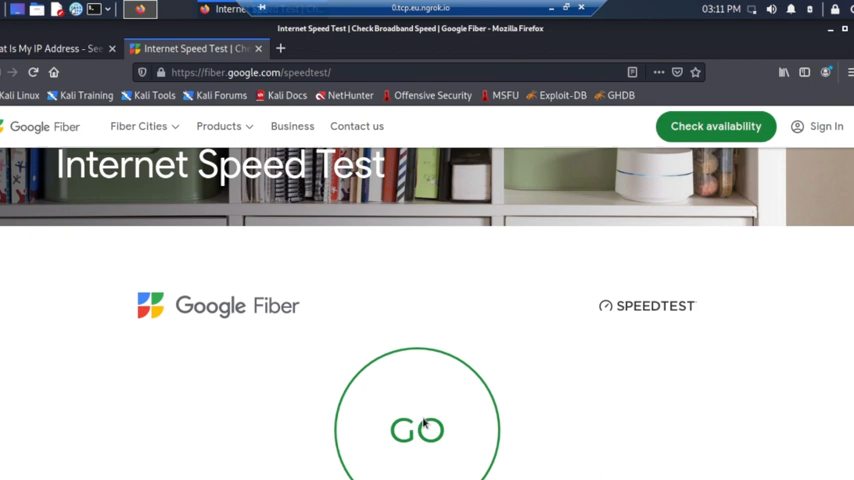 Interne
0.tcp.eu.ngrok.io
03:11 PM
Internet Speed Test | Check Broadband Speed | Google Fiber - Mozilla Firefox
at Is My IP Address - See
Internet Speed Test | Che
https://fiber.google.com/speedtest/
Kali Linux
Kali Training
Kali Tools
Kali Forums
Kali Docs
NetHunter
Offensive Security
MSFU
Exploit-DB
GHDB
Google Fiber
Fiber Cities
Products
Business
Contact us
Check availability
Sign In
Internet Speed Test
Google Fiber
SPEEDTEST
GO